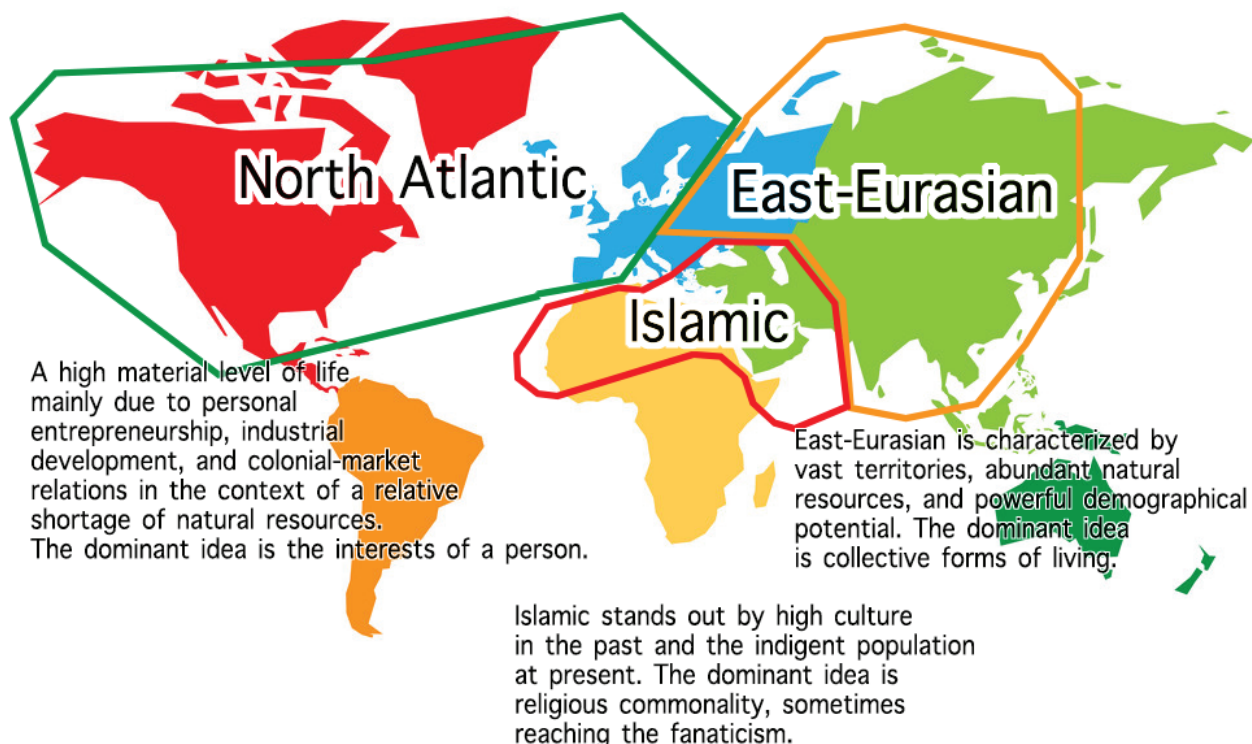 North Atlantic
East-Eurasian
Islamic
A high material level of life
mainly due to personal
entrepreneurship, industrial
development, and colonial-market
relations in the context of a relative
shortage of natural resources.
The dominant idea is the interests of a person.
East-Eurasian is characterized by
vast territories, abundant natural
resources, and powerful demographical
potential. The dominant idea
is collective forms of living.
Islamic stands out by high culture
in the past and the indigent population
at present. The dominant idea is
religious commonality, sometimes
reaching the fanaticism.